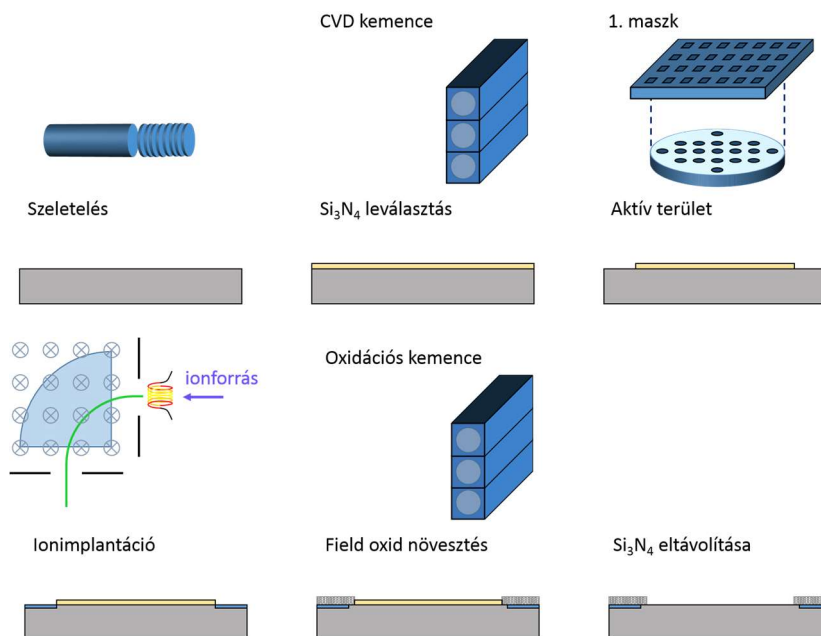 CVD kemence
1. maszk
Szeletelés
Si₃N₄ leválasztás
Aktív terület
ionforrás
Oxidációs kemence
Ionimplantáció
Field oxid növesztés
Si₃N₄ eltávolítása